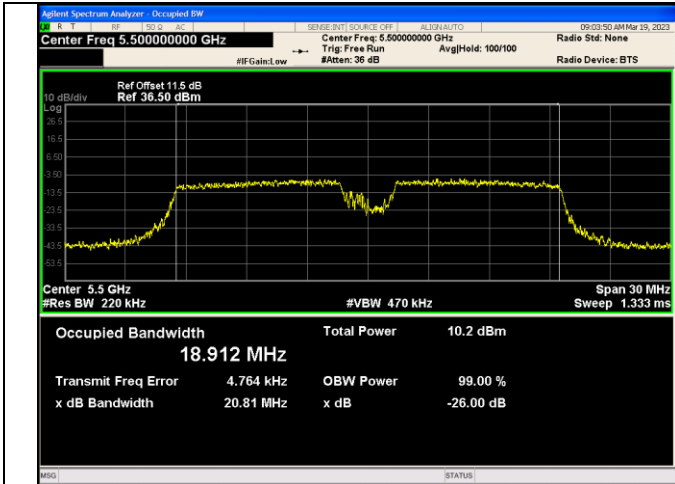 Agilent Spectrum Analyzer - Occupied BW
R T RF 50 Ω AC SENSE:INT SOURCE OFF ALIGN AUTO 09:03:50 AM Mar 19, 2023
Center Freq 5.500000000 GHz Center Freq: 5.500000000 GHz Radio Std: None
Trig: Free Run Avg|Hold: 100/100
#IFGain:Low #Atten: 36 dB Radio Device: BTS
Ref Offset 11.5 dB
10 dB/div Ref 36.50 dBm
Log
26.5
16.5
6.50
-3.50
-13.5
-23.5
-33.5
-43.5
-53.5
Center 5.5 GHz Span 30 MHz
#Res BW 220 kHz #VBW 470 kHz Sweep 1.333 ms
Occupied Bandwidth Total Power 10.2 dBm
18.912 MHz
Transmit Freq Error 4.764 kHz OBW Power 99.00 %
x dB Bandwidth 20.81 MHz x dB -26.00 dB
MSG STATUS